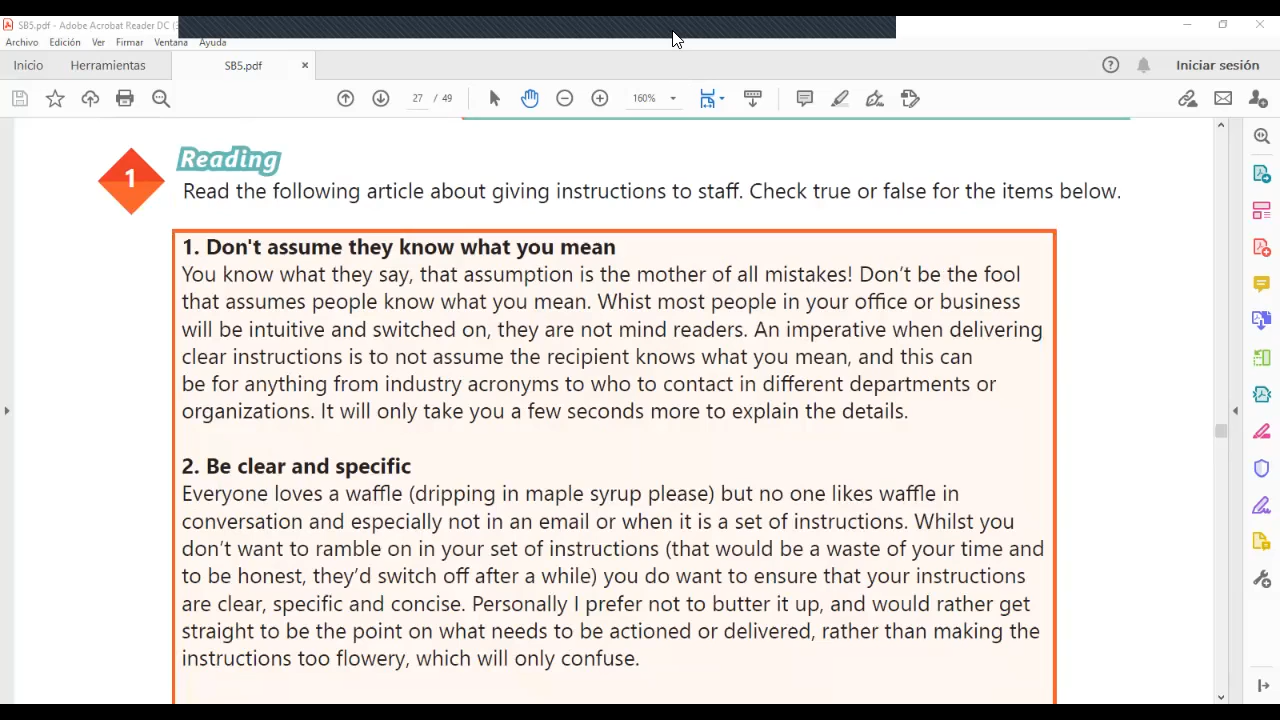 SB5.pdf - Adobe Acrobat Reader DC (
Archivo Edición Ver Firmar Ventana Ayuda
Inicio Herramientas SB5.pdf × Iniciar sesión
27 / 49 160%
Reading
1
Read the following article about giving instructions to staff. Check true or false for the items below.
1. Don't assume they know what you mean
You know what they say, that assumption is the mother of all mistakes! Don't be the fool
that assumes people know what you mean. Whist most people in your office or business
will be intuitive and switched on, they are not mind readers. An imperative when delivering
clear instructions is to not assume the recipient knows what you mean, and this can
be for anything from industry acronyms to who to contact in different departments or
organizations. It will only take you a few seconds more to explain the details.
2. Be clear and specific
Everyone loves a waffle (dripping in maple syrup please) but no one likes waffle in
conversation and especially not in an email or when it is a set of instructions. Whilst you
don't want to ramble on in your set of instructions (that would be a waste of your time and
to be honest, they'd switch off after a while) you do want to ensure that your instructions
are clear, specific and concise. Personally I prefer not to butter it up, and would rather get
straight to be the point on what needs to be actioned or delivered, rather than making the
instructions too flowery, which will only confuse.